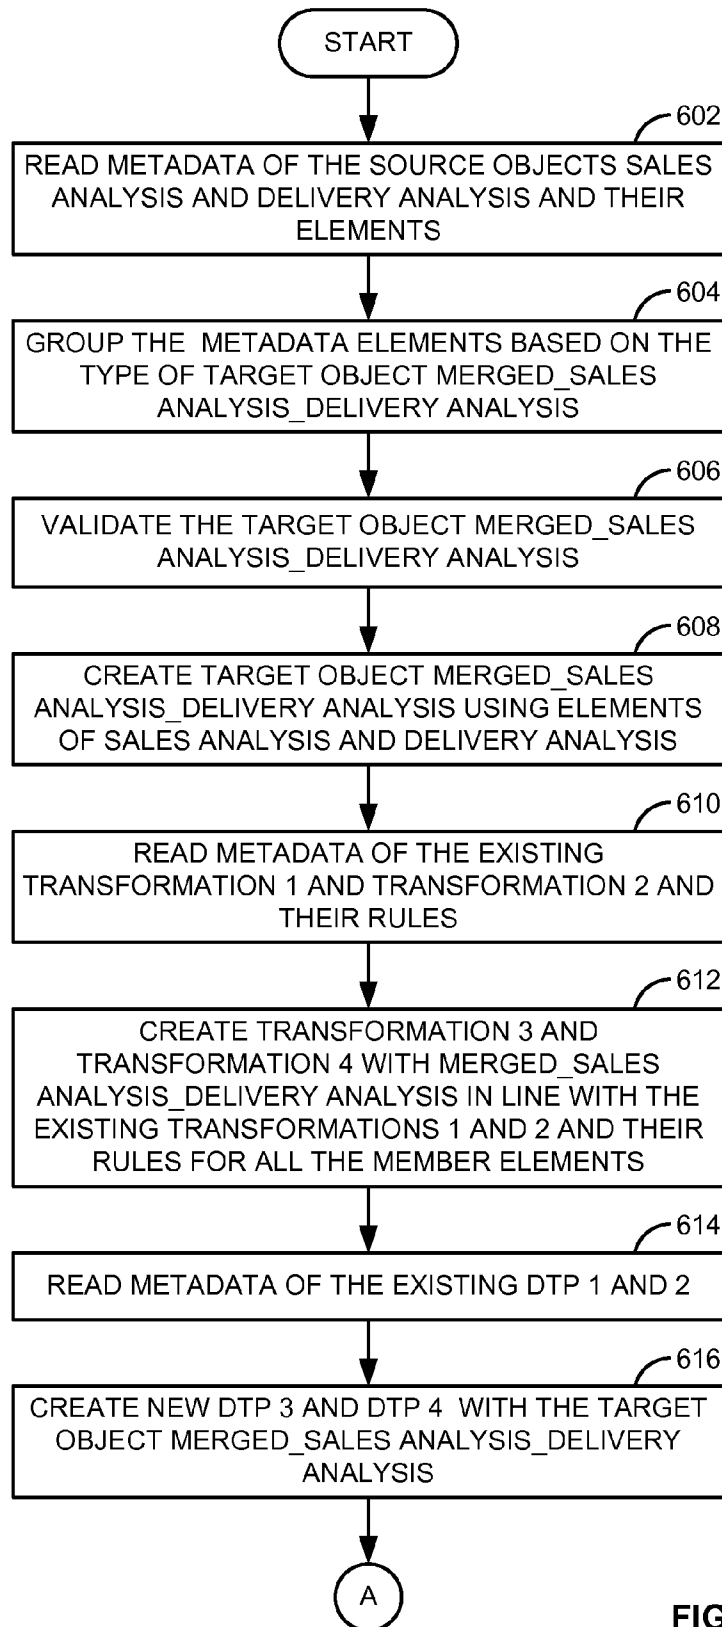 START
602
READ METADATA OF THE SOURCE OBJECTS SALES
ANALYSIS AND DELIVERY ANALYSIS AND THEIR
ELEMENTS
604
GROUP THE METADATA ELEMENTS BASED ON THE
TYPE OF TARGET OBJECT MERGED_SALES
ANALYSIS_DELIVERY ANALYSIS
606
VALIDATE THE TARGET OBJECT MERGED_SALES
ANALYSIS_DELIVERY ANALYSIS
608
CREATE TARGET OBJECT MERGED_SALES
ANALYSIS_DELIVERY ANALYSIS USING ELEMENTS
OF SALES ANALYSIS AND DELIVERY ANALYSIS
610
READ METADATA OF THE EXISTING
TRANSFORMATION 1 AND TRANSFORMATION 2 AND
THEIR RULES
612
CREATE TRANSFORMATION 3 AND
TRANSFORMATION 4 WITH MERGED_SALES
ANALYSIS_DELIVERY ANALYSIS IN LINE WITH THE
EXISTING TRANSFORMATIONS 1 AND 2 AND THEIR
RULES FOR ALL THE MEMBER ELEMENTS
614
READ METADATA OF THE EXISTING DTP 1 AND 2
616
CREATE NEW DTP 3 AND DTP 4 WITH THE TARGET
OBJECT MERGED_SALES ANALYSIS_DELIVERY
ANALYSIS
A
FIG